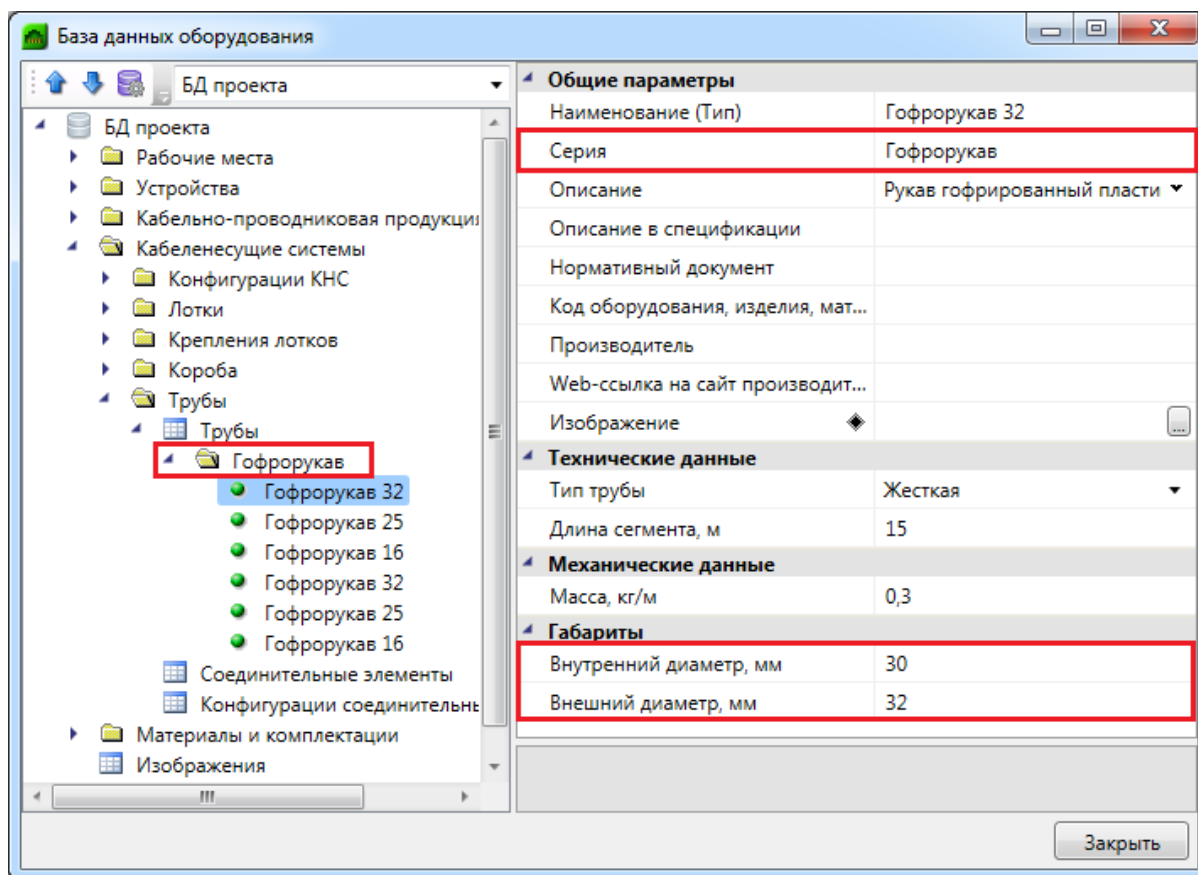 База данных оборудования
БД проекта
БД проекта
Рабочие места
Устройства
Кабельно-проводниковая продукция
Кабеленесущие системы
Конфигурации КНС
Лотки
Крепления лотков
Короба
Трубы
Трубы
Гофрорукав
Гофрорукав 32
Гофрорукав 25
Гофрорукав 16
Гофрорукав 32
Гофрорукав 25
Гофрорукав 16
Соединительные элементы
Конфигурации соединительны
Материалы и комплектации
Изображения
Общие параметры
Наименование (Тип) Гофрорукав 32
Серия Гофрорукав
Описание Рукав гофрированный пласти
Описание в спецификации
Нормативный документ
Код оборудования, изделия, мат...
Производитель
Web-ссылка на сайт производит...
Изображение ...
Технические данные
Тип трубы Жесткая
Длина сегмента, м 15
Механические данные
Масса, кг/м 0,3
Габариты
Внутренний диаметр, мм 30
Внешний диаметр, мм 32
Закрыть